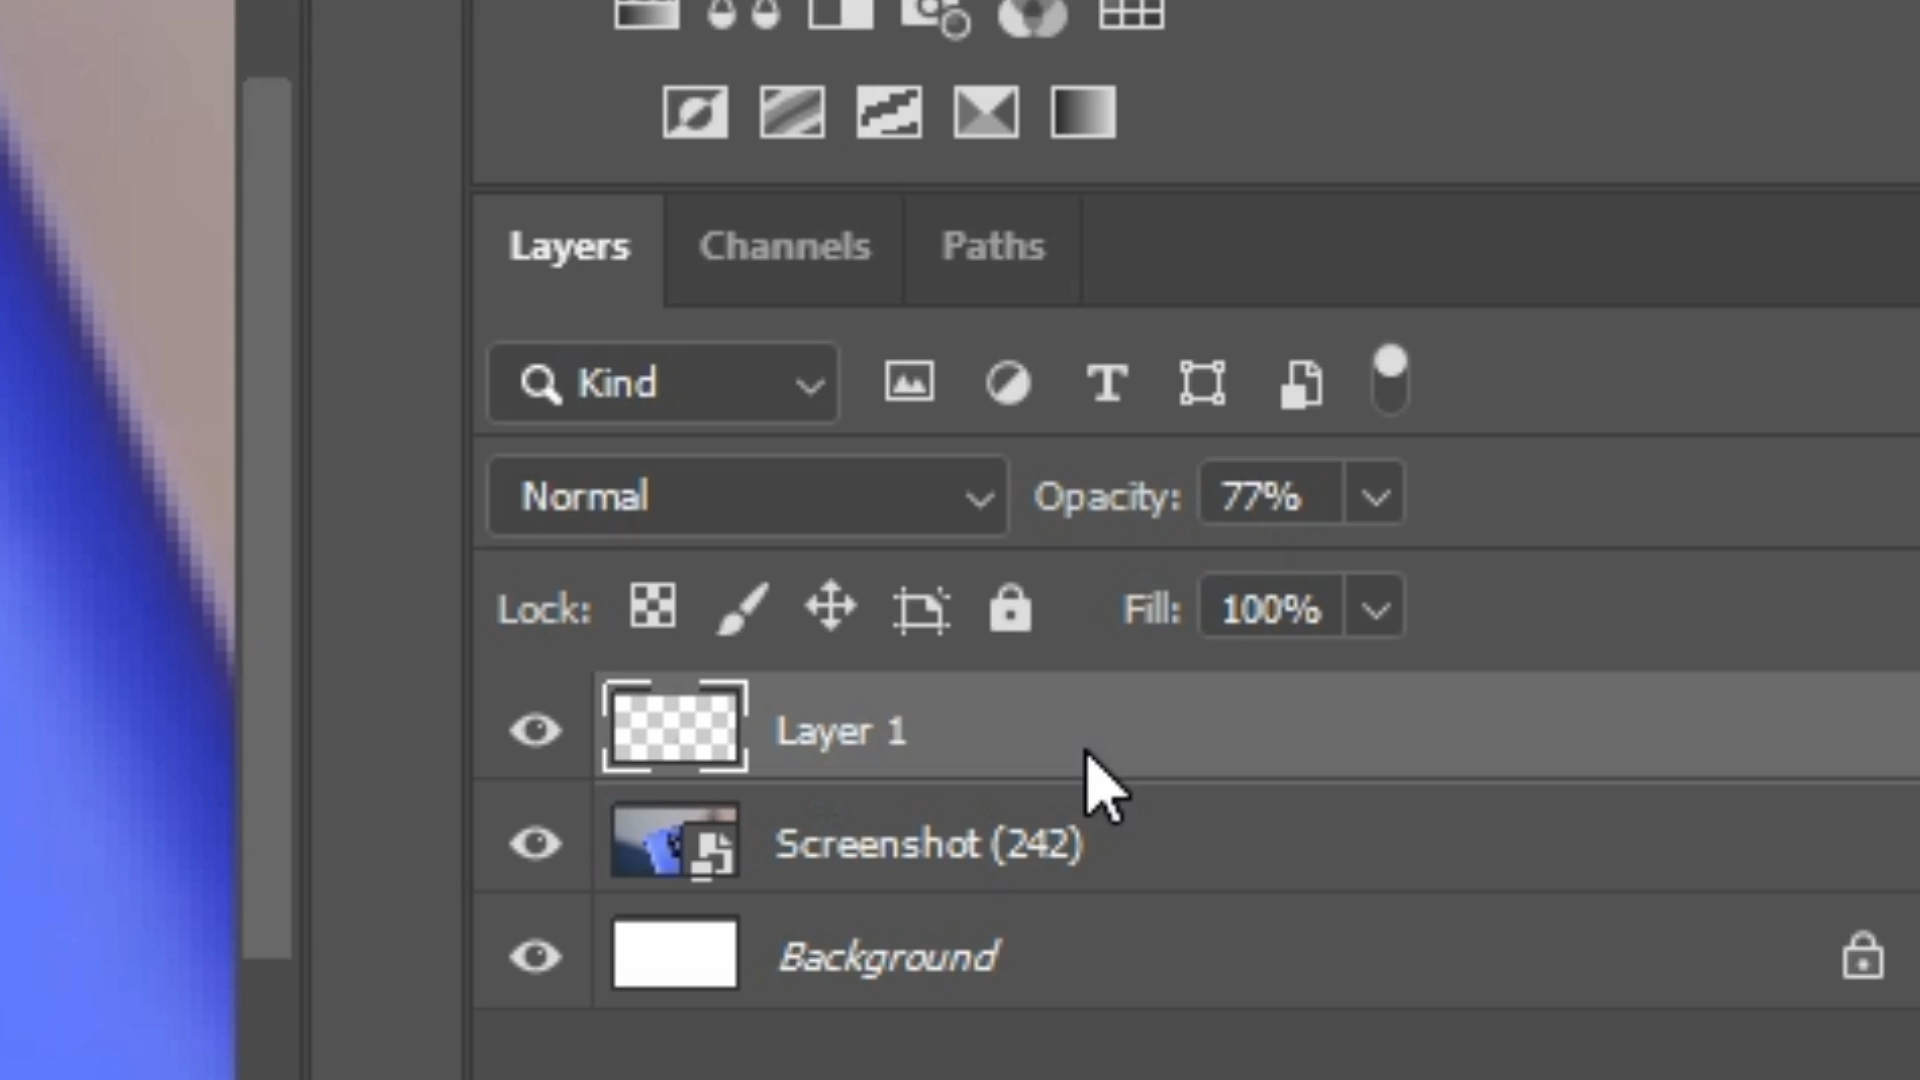 Layers Channels Paths
Kind
Normal Opacity: 77%
Lock: Fill: 100%
Layer 1
Screenshot (242)
Background